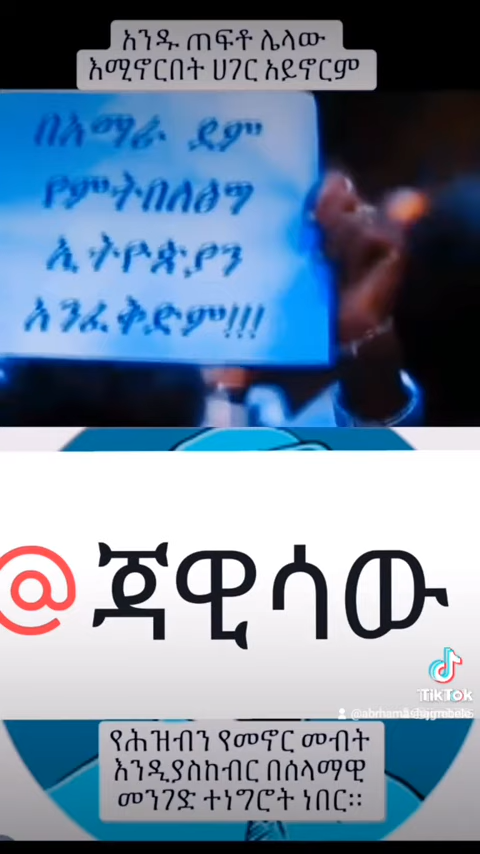 አንዱ ጠፍቶ ሌላው
እሚኖርበት ሀገር አይኖርም
በአማራ ደም
የምትበለፅግ
ኢትዮጵያን
አንፈቅድም!!!
@ጃዊሳው
TikTok
የሕዝብን የመኖር መብት
እንዲያስከብር በሰላማዊ
መንገድ ተነግሮት ነበር።